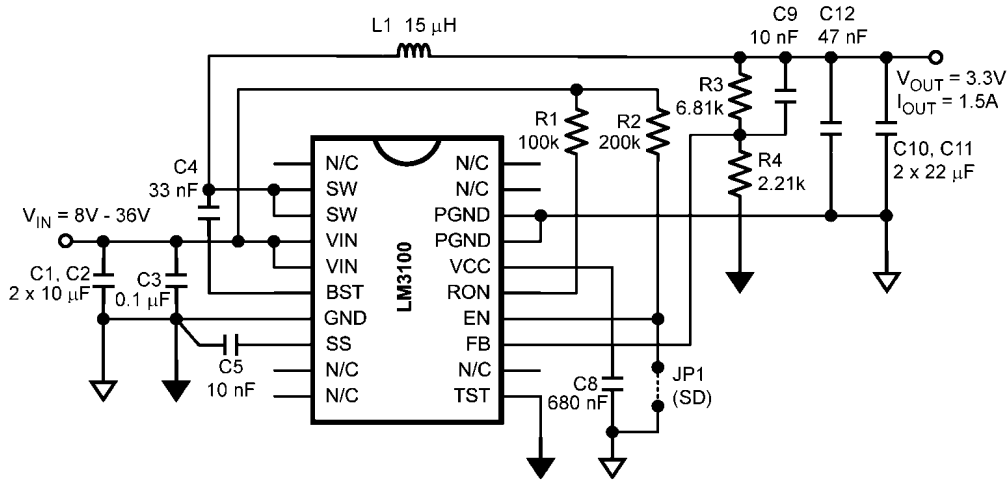 L1 15 μH
C9
10 nF
C12
47 nF
VOUT = 3.3V
IOUT = 1.5A
R3
6.81k
R1
100k
R2
200k
C4
33 nF
R4
2.21k
C10, C11
2 x 22 μF
VIN = 8V - 36V
C1, C2
2 x 10 μF
C3
0.1 μF
C5
10 nF
LM3100
N/C
SW
SW
VIN
VIN
BST
GND
SS
N/C
N/C
N/C
N/C
PGND
PGND
VCC
RON
EN
FB
N/C
TST
C8
680 nF
JP1
(SD)